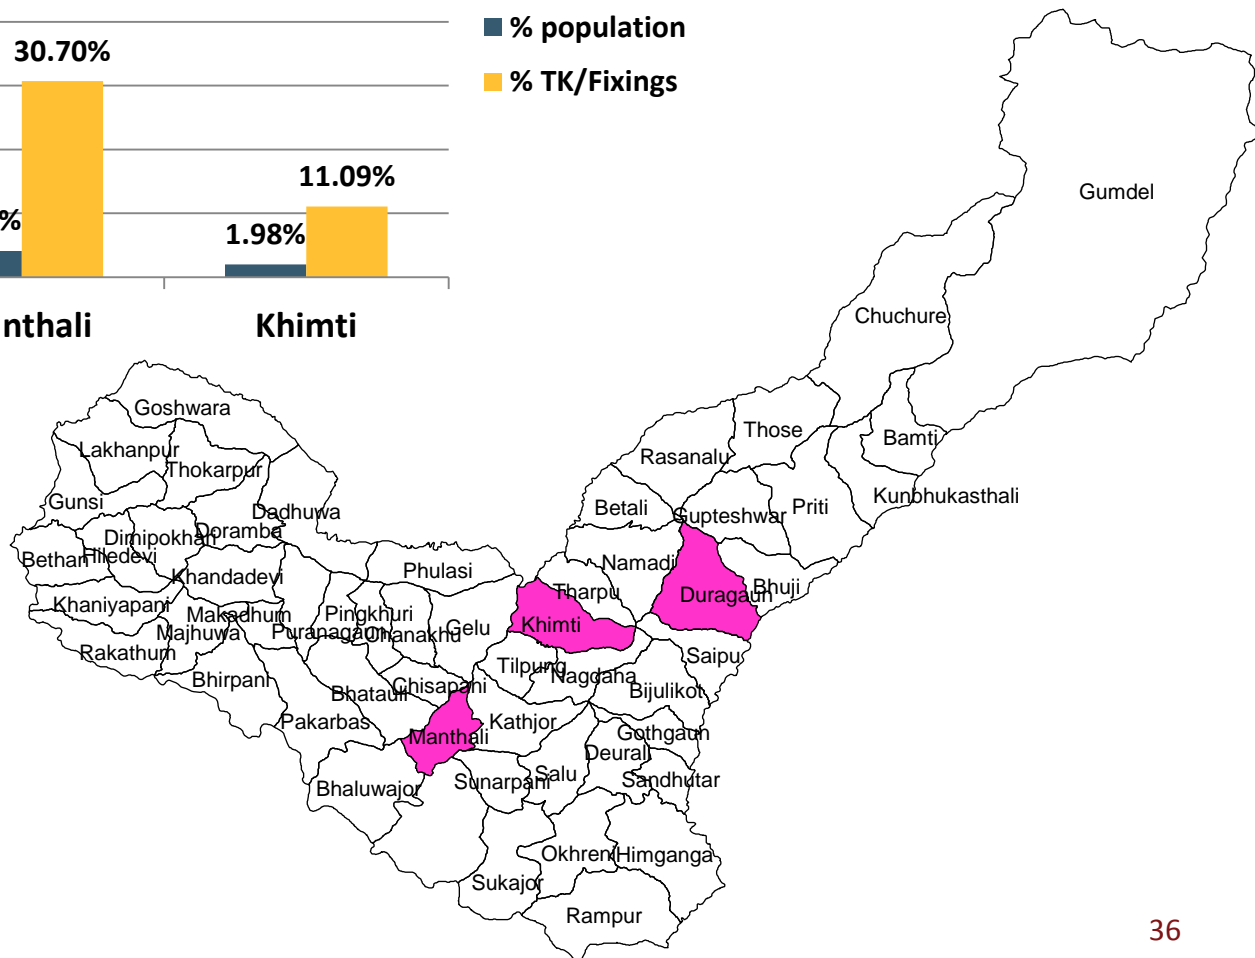 % population
30.70%
% TK/Fixings
11.09%
%
1.98%
nthali
Khimti
Gumdel
Chuchure
Goshwara
Those
Bamti
Lakhanpur
Rasanalu
Thokarpur
Kunbhukasthali
Gunsi
Betali
Priti
Dadhuwa
Gupteshwar
Doramba
Dimipokhari
Hiledevi
Bethan
Namadi
Phulasi
Khandadevi
Bhuji
Tharpu
Duragaun
Khaniyapani
Makadhum
Pingkhuri
Khimti
Gelu
Majhuwa
Puranagaun
Chanakhu
Rakathum
Saipu
Tilpung
Nagdaha
Bhirpani
Chisapani
Bijulikot
Bhatauli
Pakarbas
Kathjor
Gothgaun
Manthali
Deurali
Salu
Sunarpani
Sandhutar
Bhaluwajor
Okhreni
Himganga
Sukajor
Rampur
36